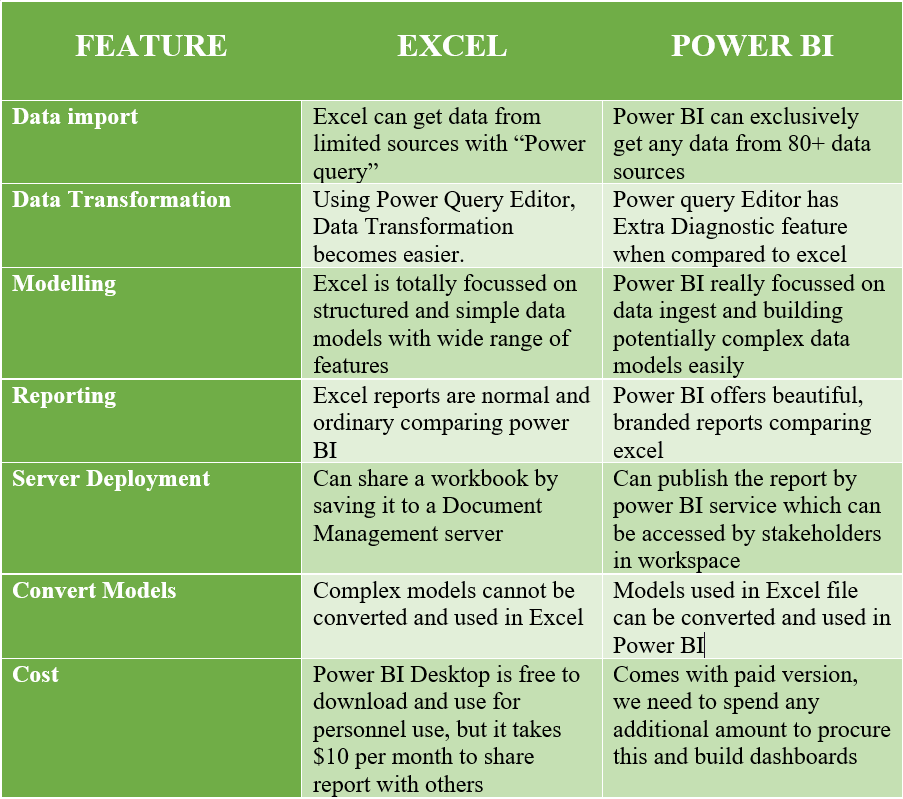 FEATURE EXCEL POWER BI
Data import
Excel can get data from
limited sources with “Power
query”
Power BI can exclusively
get any data from 80+ data
sources
Data Transformation
Using Power Query Editor,
Data Transformation
becomes easier.
Power query Editor has
Extra Diagnostic feature
when compared to excel
Modelling
Excel is totally focussed on
structured and simple data
models with wide range of
features
Power BI really focussed on
data ingest and building
potentially complex data
models easily
Reporting
Excel reports are normal and
ordinary comparing power
BI
Power BI offers beautiful,
branded reports comparing
excel
Server Deployment
Can share a workbook by
saving it to a Document
Management server
Can publish the report by
power BI service which can
be accessed by stakeholders
in workspace
Convert Models
Complex models cannot be
converted and used in Excel
Models used in Excel file
can be converted and used in
Power BI
Cost
Power BI Desktop is free to
download and use for
personnel use, but it takes
$10 per month to share
report with others
Comes with paid version,
we need to spend any
additional amount to procure
this and build dashboards